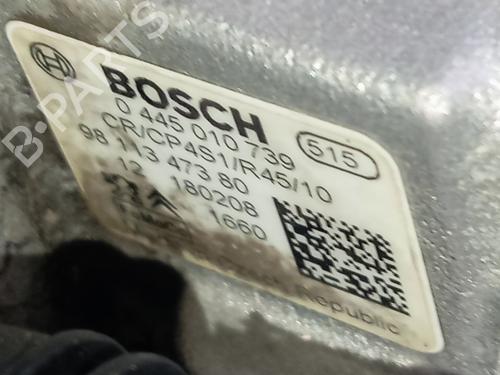 BOSCH
0 445 010 739
515
CR/CP4S1/R45/10
98 113 473 80
12 180208
1660
Czech Republic
B-PARTS